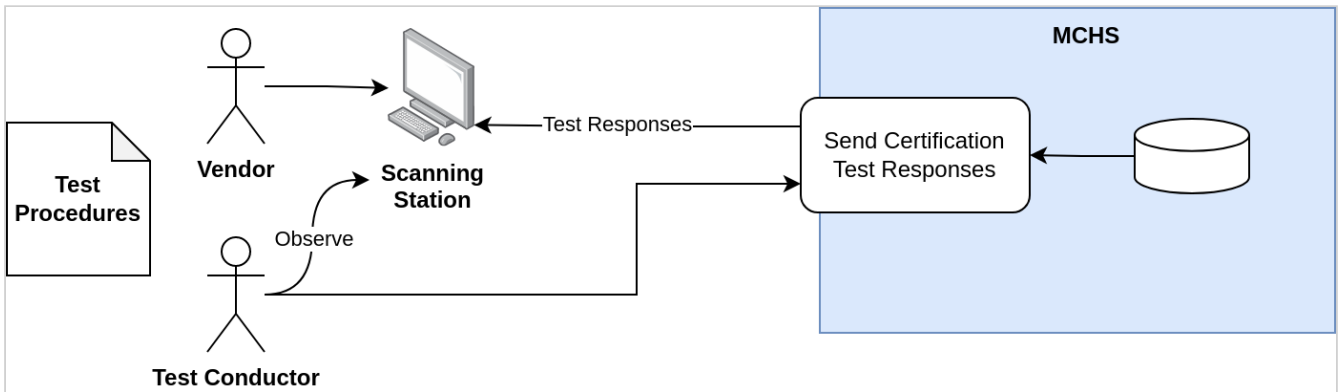 MCHS
Test Responses
Send Certification
Test Responses
Vendor
Scanning
Station
Test
Procedures
Observe
Test Conductor